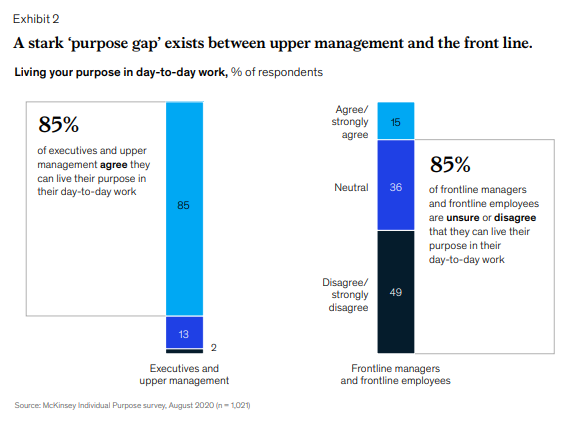 Exhibit 2
A stark ‘purpose gap’ exists between upper management and the front line.
Living your purpose in day-to-day work, % of respondents
85%
of executives and upper
management agree they
can live their purpose in
their day-to-day work
85
13
2
Executives and
upper management
Agree/
strongly
agree
15
Neutral
36
Disagree/
strongly
disagree
49
Frontline managers
and frontline employees
85%
of frontline managers
and frontline employees
are unsure or disagree
that they can live their
purpose in their
day-to-day work
Source: McKinsey Individual Purpose survey, August 2020 (n = 1,021)